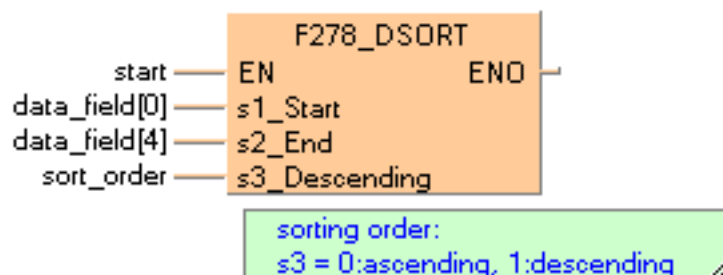 F278_DSORT
start EN ENO
data_field[0] s1_Start
data_field[4] s2_End
sort_order s3_Descending
sorting order:
s3 = 0:ascending, 1:descending